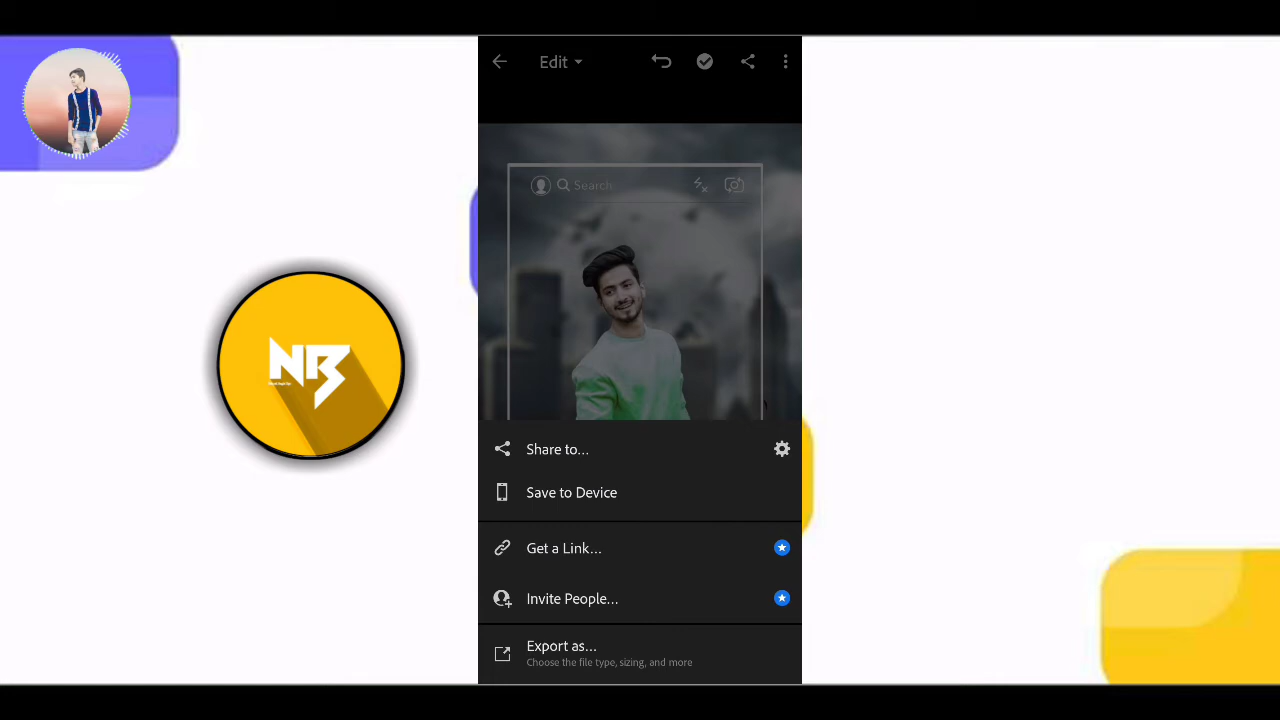 Edit
Search
NB
Share to...
Save to Device
Get a Link...
Invite People...
Export as...
Choose the file type, sizing, and more